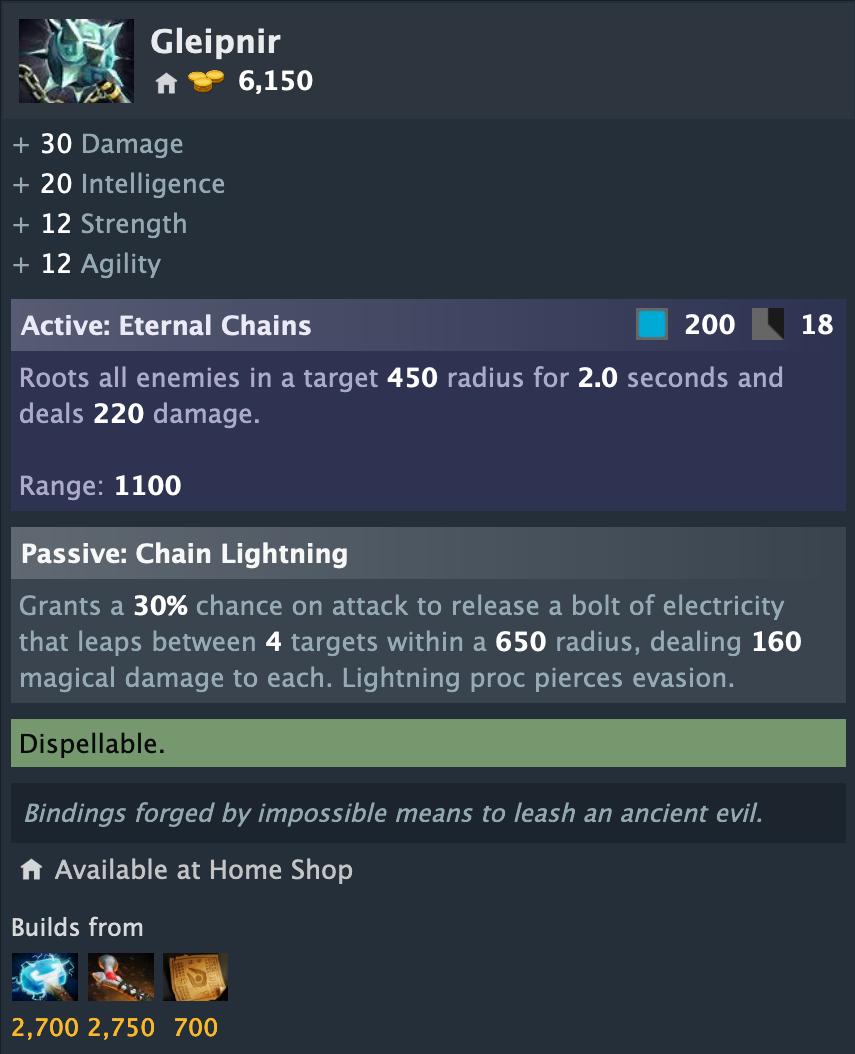 Gleipnir
6,150
+ 30 Damage
+ 20 Intelligence
+ 12 Strength
+ 12 Agility
Active: Eternal Chains 200 18
Roots all enemies in a target 450 radius for 2.0 seconds and
deals 220 damage.
Range: 1100
Passive: Chain Lightning
Grants a 30% chance on attack to release a bolt of electricity
that leaps between 4 targets within a 650 radius, dealing 160
magical damage to each. Lightning proc pierces evasion.
Dispellable.
Bindings forged by impossible means to leash an ancient evil.
Available at Home Shop
Builds from
2,700 2,750 700